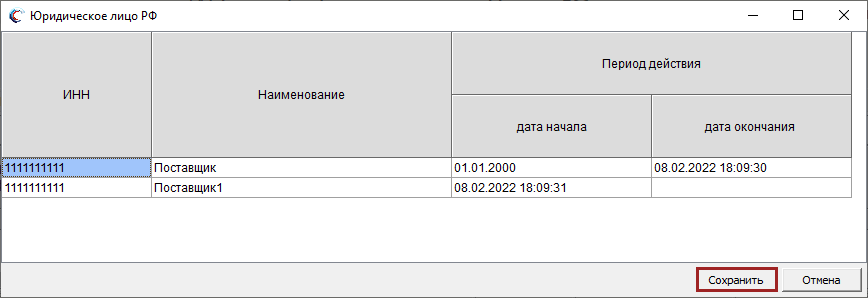 Юридическое лицо РФ
ИНН Наименование Период действия
дата начала дата окончания
1111111111 Поставщик 01.01.2000 08.02.2022 18:09:30
1111111111 Поставщик1 08.02.2022 18:09:31
Сохранить Отмена